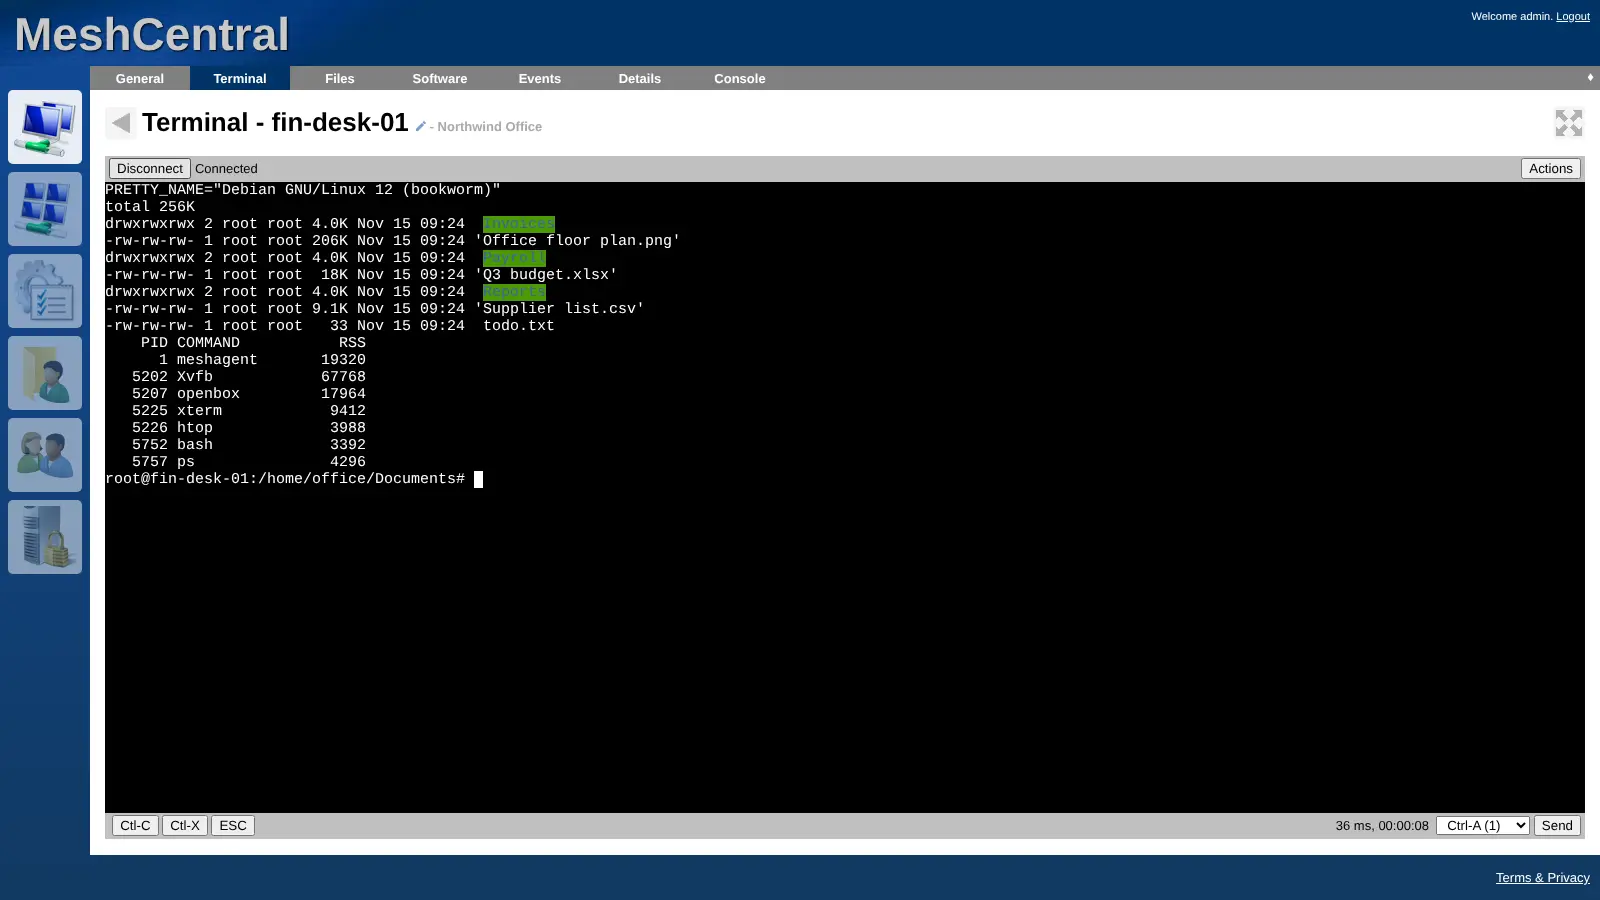 MeshCentral
Welcome admin. Logout
General Terminal Files Software Events Details Console
Terminal - fin-desk-01 - Northwind Office
Disconnect Connected Actions
PRETTY_NAME="Debian GNU/Linux 12 (bookworm)"
total 256K
drwxrwxrwx 2 root root 4.0K Nov 15 09:24  Invoices
-rw-rw-rw- 1 root root 206K Nov 15 09:24 'Office floor plan.png'
drwxrwxrwx 2 root root 4.0K Nov 15 09:24  Payroll
-rw-rw-rw- 1 root root  18K Nov 15 09:24 'Q3 budget.xlsx'
drwxrwxrwx 2 root root 4.0K Nov 15 09:24  Reports
-rw-rw-rw- 1 root root 9.1K Nov 15 09:24 'Supplier list.csv'
-rw-rw-rw- 1 root root   33 Nov 15 09:24  todo.txt
    PID COMMAND           RSS
      1 meshagent       19320
   5202 Xvfb            67768
   5207 openbox         17964
   5225 xterm            9412
   5226 htop             3988
   5752 bash             3392
   5757 ps               4296
root@fin-desk-01:/home/office/Documents#
Ctl-C Ctl-X ESC 36 ms, 00:00:08 Ctrl-A (1) Send
Terms & Privacy